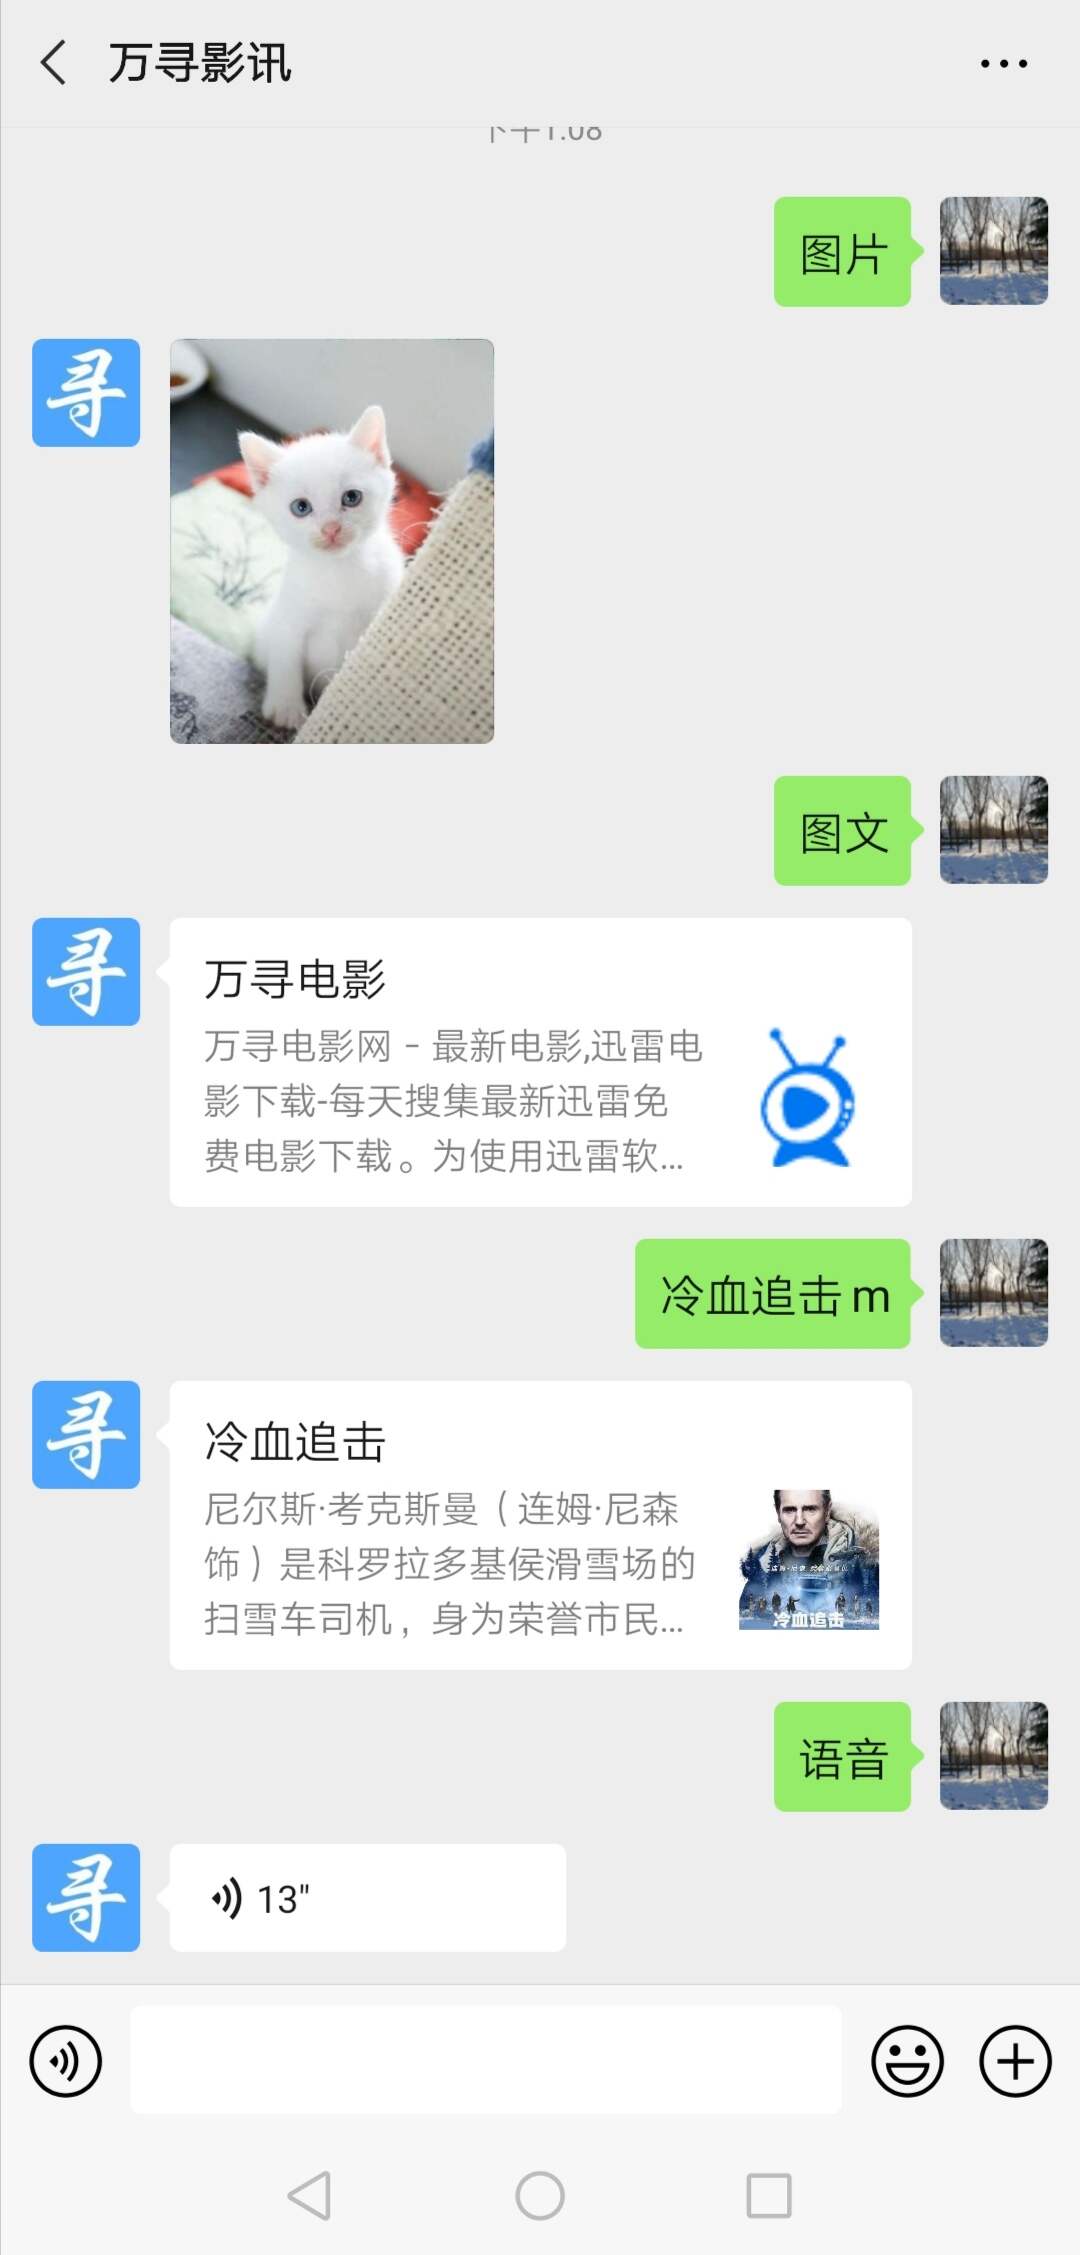 万寻影讯
下午1:08
图片
寻
图文
寻
万寻电影
万寻电影网 - 最新电影,迅雷电
影下载-每天搜集最新迅雷免
费电影下载。为使用迅雷软...
冷血追击m
寻
冷血追击
尼尔斯·考克斯曼（连姆·尼森
饰）是科罗拉多基侯滑雪场的
扫雪车司机，身为荣誉市民...
冷血追击
语音
寻
13"